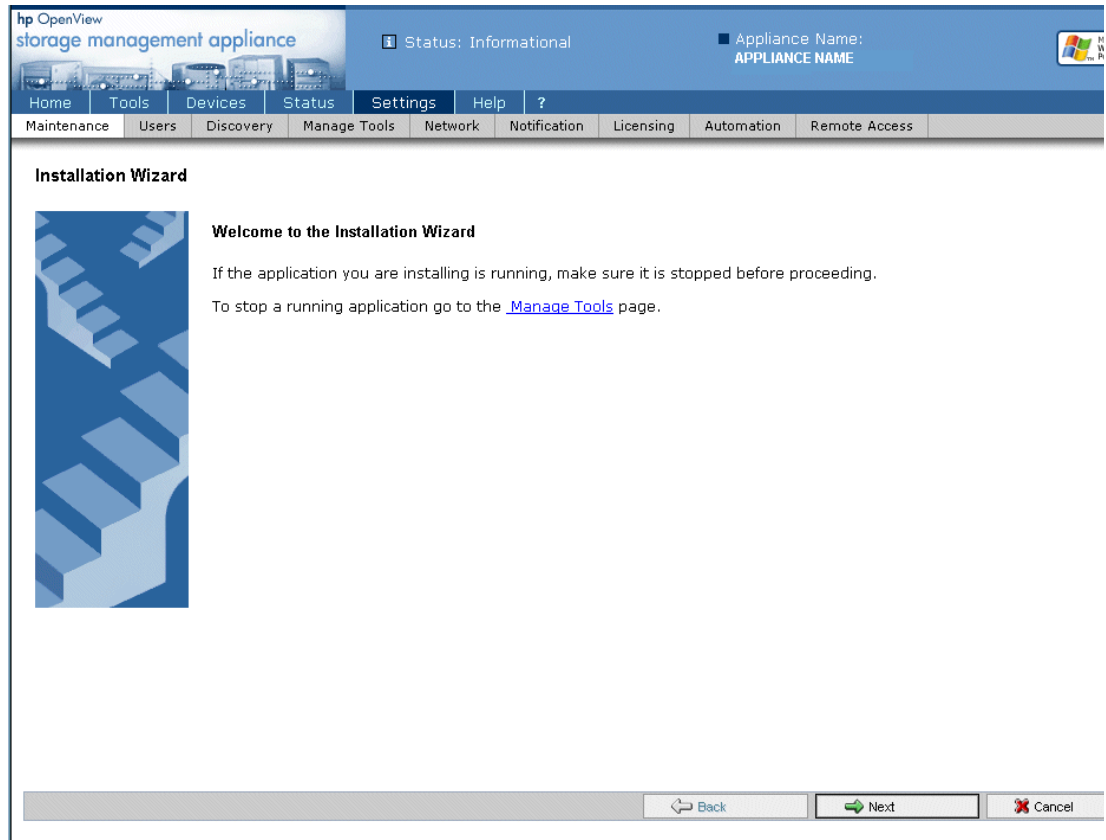 hp OpenView
storage management appliance
Status: Informational
Appliance Name:
APPLIANCE NAME
Home Tools Devices Status Settings Help ?
Maintenance Users Discovery Manage Tools Network Notification Licensing Automation Remote Access
Installation Wizard
Welcome to the Installation Wizard
If the application you are installing is running, make sure it is stopped before proceeding.
To stop a running application go to the Manage Tools page.
Back Next Cancel